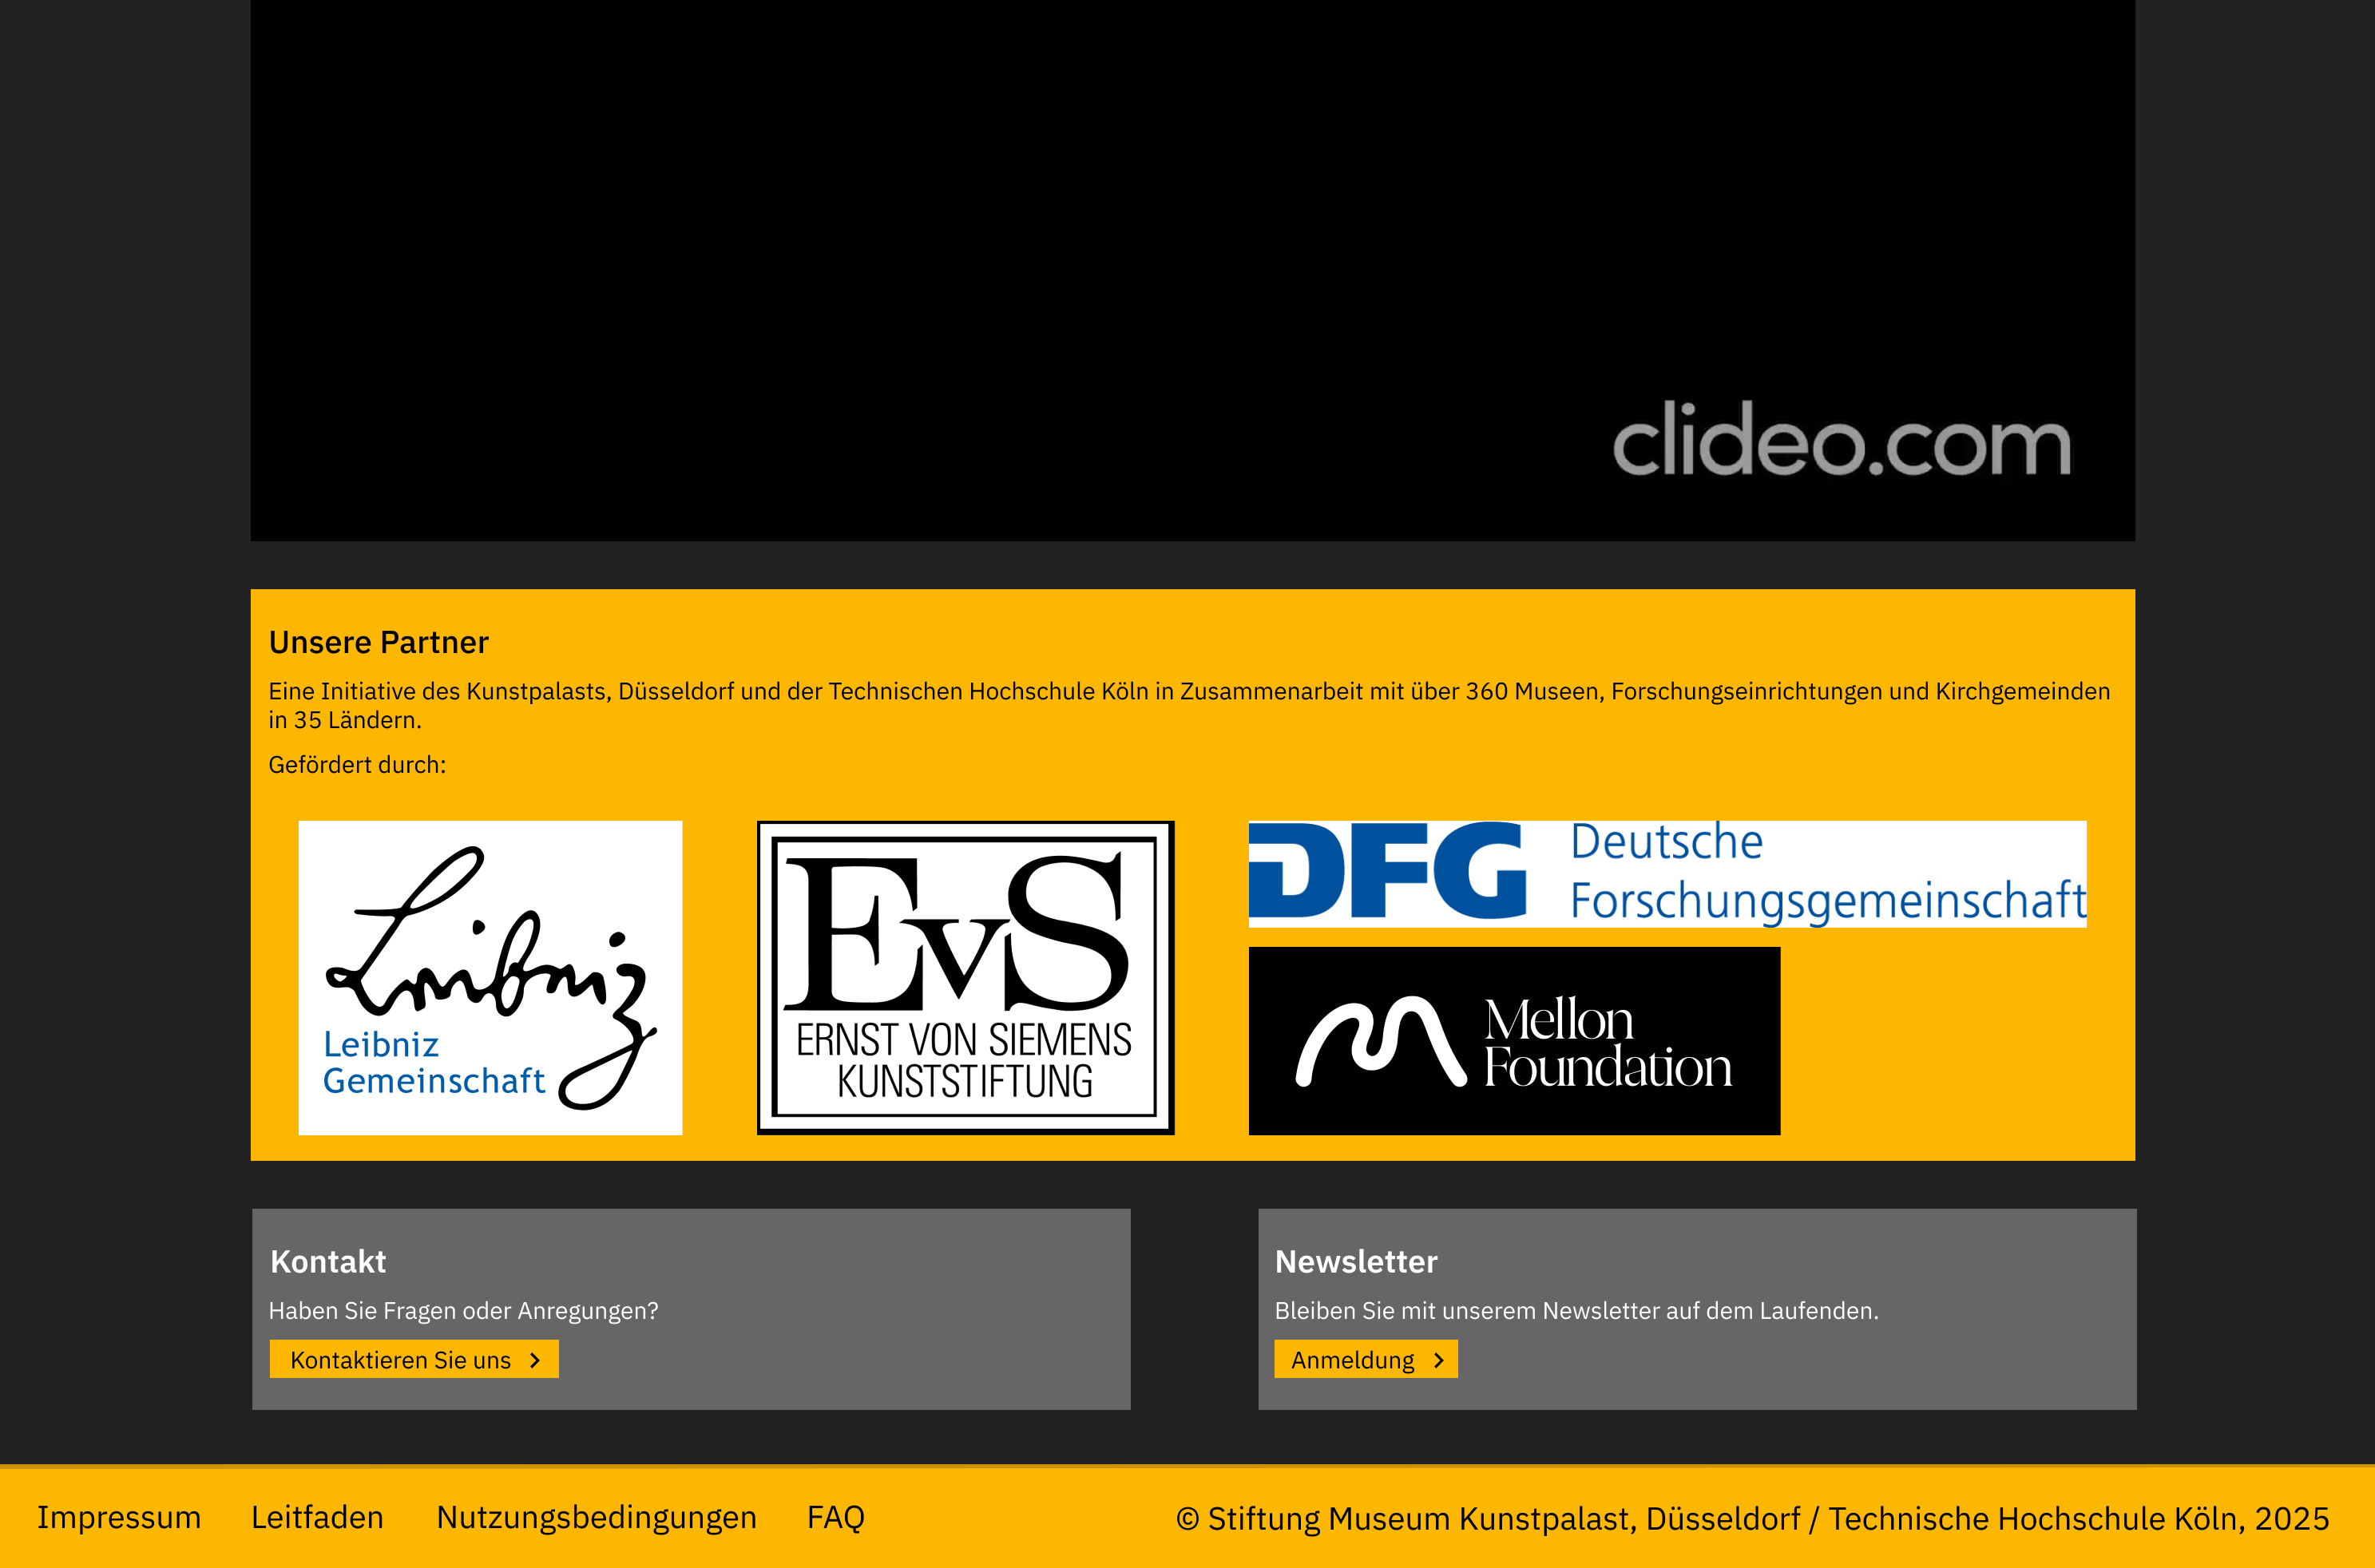 clideo.com
Unsere Partner
Eine Initiative des Kunstpalasts, Düsseldorf und der Technischen Hochschule Köln in Zusammenarbeit mit über 360 Museen, Forschungseinrichtungen und Kirchgemeinden
in 35 Ländern.
Gefördert durch:
Leibniz
Leibniz
Gemeinschaft
EvS
ERNST VON SIEMENS
KUNSTSTIFTUNG
DFG Deutsche
Forschungsgemeinschaft
Mellon
Foundation
Kontakt
Haben Sie Fragen oder Anregungen?
Kontaktieren Sie uns
Newsletter
Bleiben Sie mit unserem Newsletter auf dem Laufenden.
Anmeldung
Impressum Leitfaden Nutzungsbedingungen FAQ © Stiftung Museum Kunstpalast, Düsseldorf / Technische Hochschule Köln, 2025